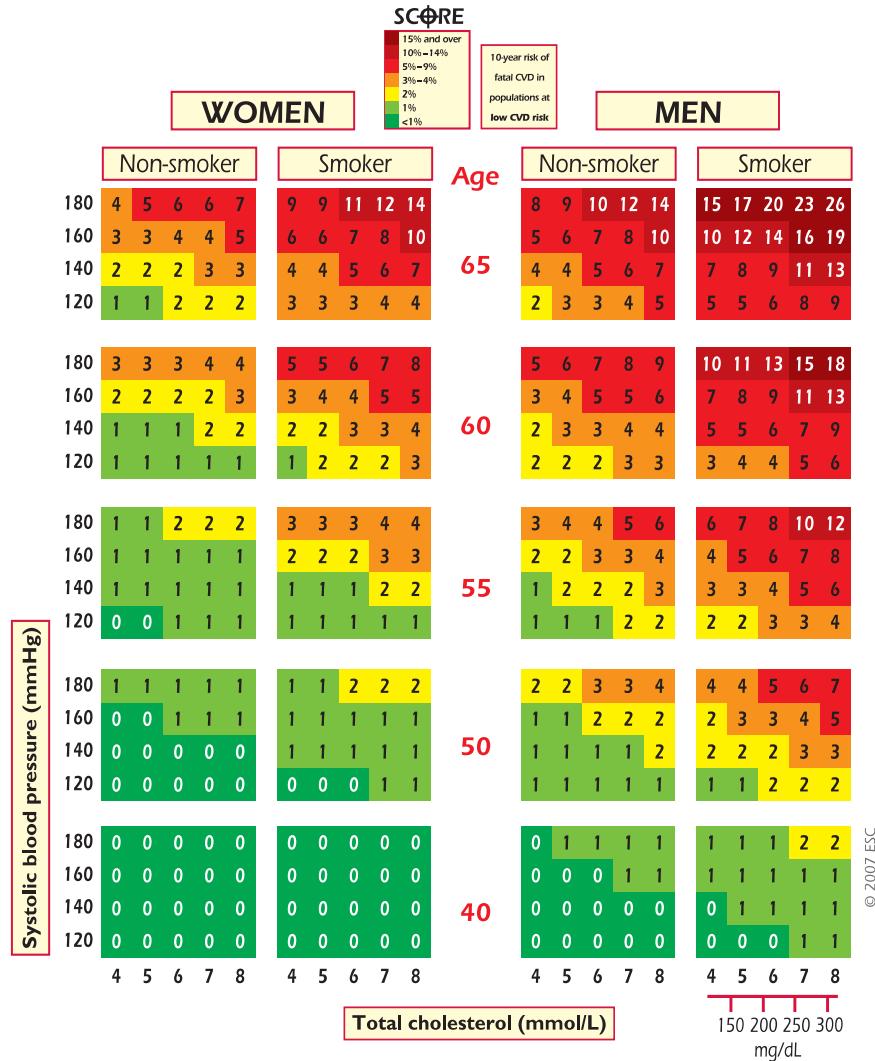 SCORE
15% and over
10%–14%
5%–9%
3%–4%
2%
1%
<1%
10-year risk of
fatal CVD in
populations at
low CVD risk
WOMEN
MEN
Non-smoker
Smoker
Age
Non-smoker
Smoker
180 4 5 6 6 7 9 9 11 12 14 8 9 10 12 14 15 17 20 23 26
160 3 3 4 4 5 6 6 7 8 10 5 6 7 8 10 10 12 14 16 19
65
140 2 2 2 3 3 4 4 5 6 7 4 4 5 6 7 7 8 9 11 13
120 1 1 2 2 2 3 3 3 4 4 2 3 3 4 5 5 5 6 8 9
180 3 3 3 4 4 5 5 6 7 8 5 6 7 8 9 10 11 13 15 18
160 2 2 2 2 3 3 4 4 5 5 3 4 5 5 6 7 8 9 11 13
60
140 1 1 1 2 2 2 2 3 3 4 2 3 3 4 4 5 5 6 7 9
120 1 1 1 1 1 1 2 2 2 3 2 2 2 3 3 3 4 4 5 6
180 1 1 2 2 2 3 3 3 4 4 3 4 4 5 6 6 7 8 10 12
160 1 1 1 1 1 2 2 2 3 3 2 2 3 3 4 4 5 6 7 8
55
140 1 1 1 1 1 1 1 1 2 2 1 2 2 2 3 3 3 4 5 6
120 0 0 1 1 1 1 1 1 1 1 1 1 1 2 2 2 2 3 3 4
180 1 1 1 1 1 1 1 2 2 2 2 2 3 3 4 4 4 5 6 7
160 0 0 1 1 1 1 1 1 1 1 1 1 2 2 2 2 3 3 4 5
50
140 0 0 0 0 0 1 1 1 1 1 1 1 1 1 2 2 2 2 3 3
120 0 0 0 0 0 0 0 0 1 1 1 1 1 1 1 1 1 2 2 2
180 0 0 0 0 0 0 0 0 0 0 0 1 1 1 1 1 1 1 2 2
160 0 0 0 0 0 0 0 0 0 0 0 0 0 1 1 1 1 1 1 1
40
140 0 0 0 0 0 0 0 0 0 0 0 0 0 0 0 0 1 1 1 1
120 0 0 0 0 0 0 0 0 0 0 0 0 0 0 0 0 0 0 1 1
4 5 6 7 8 4 5 6 7 8 4 5 6 7 8 4 5 6 7 8
Systolic blood pressure (mmHg)
Total cholesterol (mmol/L)
150 200 250 300
mg/dL
© 2007 ESC